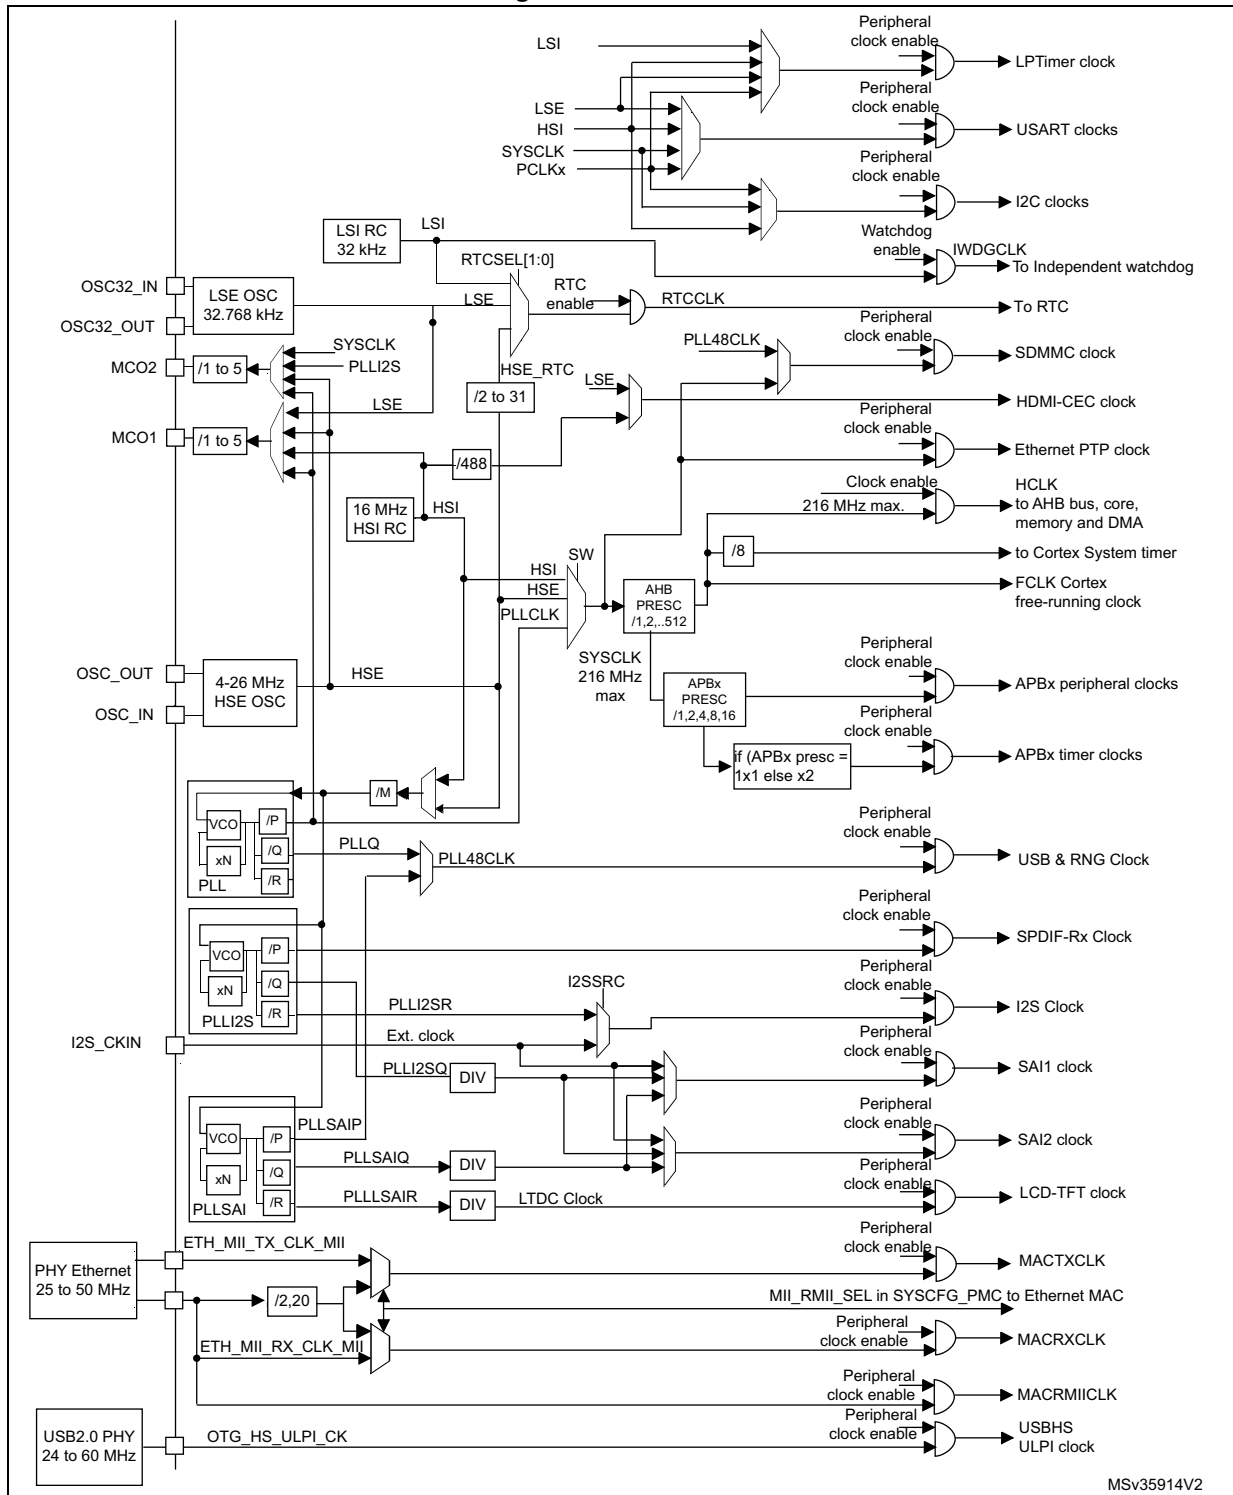 Peripheral
clock enable
LSI
LPTimer clock
Peripheral
clock enable
LSE
HSI
USART clocks
SYSCLK
PCLKx
Peripheral
clock enable
I2C clocks
LSI RC
32 kHz
LSI
Watchdog
enable
IWDGCLK
To Independent watchdog
RTCSEL[1:0]
OSC32_IN
LSE OSC
32.768 kHz
LSE
RTC
enable
RTCCLK
To RTC
OSC32_OUT
Peripheral
clock enable
SYSCLK
PLL48CLK
SDMMC clock
MCO2
/1 to 5
PLLI2S
HSE_RTC
/2 to 31
LSE
LSE
HDMI-CEC clock
MCO1
/1 to 5
Peripheral
clock enable
Ethernet PTP clock
/488
Clock enable
216 MHz max.
HCLK
to AHB bus, core,
memory and DMA
16 MHz
HSI RC
HSI
/8
to Cortex System timer
SW
HSI
HSE
PLLCLK
AHB
PRESC
/1,2,..512
FCLK Cortex
free-running clock
SYSCLK
216 MHz
max
OSC_OUT
OSC_IN
4-26 MHz
HSE OSC
HSE
APBx
PRESC
/1,2,4,8,16
Peripheral
clock enable
APBx peripheral clocks
Peripheral
clock enable
if (APBx presc =
1x1 else x2
APBx timer clocks
/M
VCO
xN
/P
/Q
/R
PLL
PLLQ
PLL48CLK
Peripheral
clock enable
USB & RNG Clock
Peripheral
clock enable
VCO
xN
/P
/Q
/R
PLLI2S
SPDIF-Rx Clock
Peripheral
clock enable
I2SSRC
PLLI2SR
I2S Clock
I2S_CKIN
Ext. clock
Peripheral
clock enable
PLLI2SQ
DIV
SAI1 clock
VCO
xN
/P
/Q
/R
PLLSAI
PLLSAIP
Peripheral
clock enable
SAI2 clock
PLLSAIQ
DIV
Peripheral
clock enable
PLLLSAIR
DIV
LTDC Clock
LCD-TFT clock
PHY Ethernet
25 to 50 MHz
ETH_MII_TX_CLK_MII
Peripheral
clock enable
MACTXCLK
/2,20
MII_RMII_SEL in SYSCFG_PMC to Ethernet MAC
ETH_MII_RX_CLK_MII
Peripheral
clock enable
MACRXCLK
Peripheral
clock enable
MACRMIICLK
USB2.0 PHY
24 to 60 MHz
OTG_HS_ULPI_CK
Peripheral
clock enable
USBHS
ULPI clock
MSv35914V2